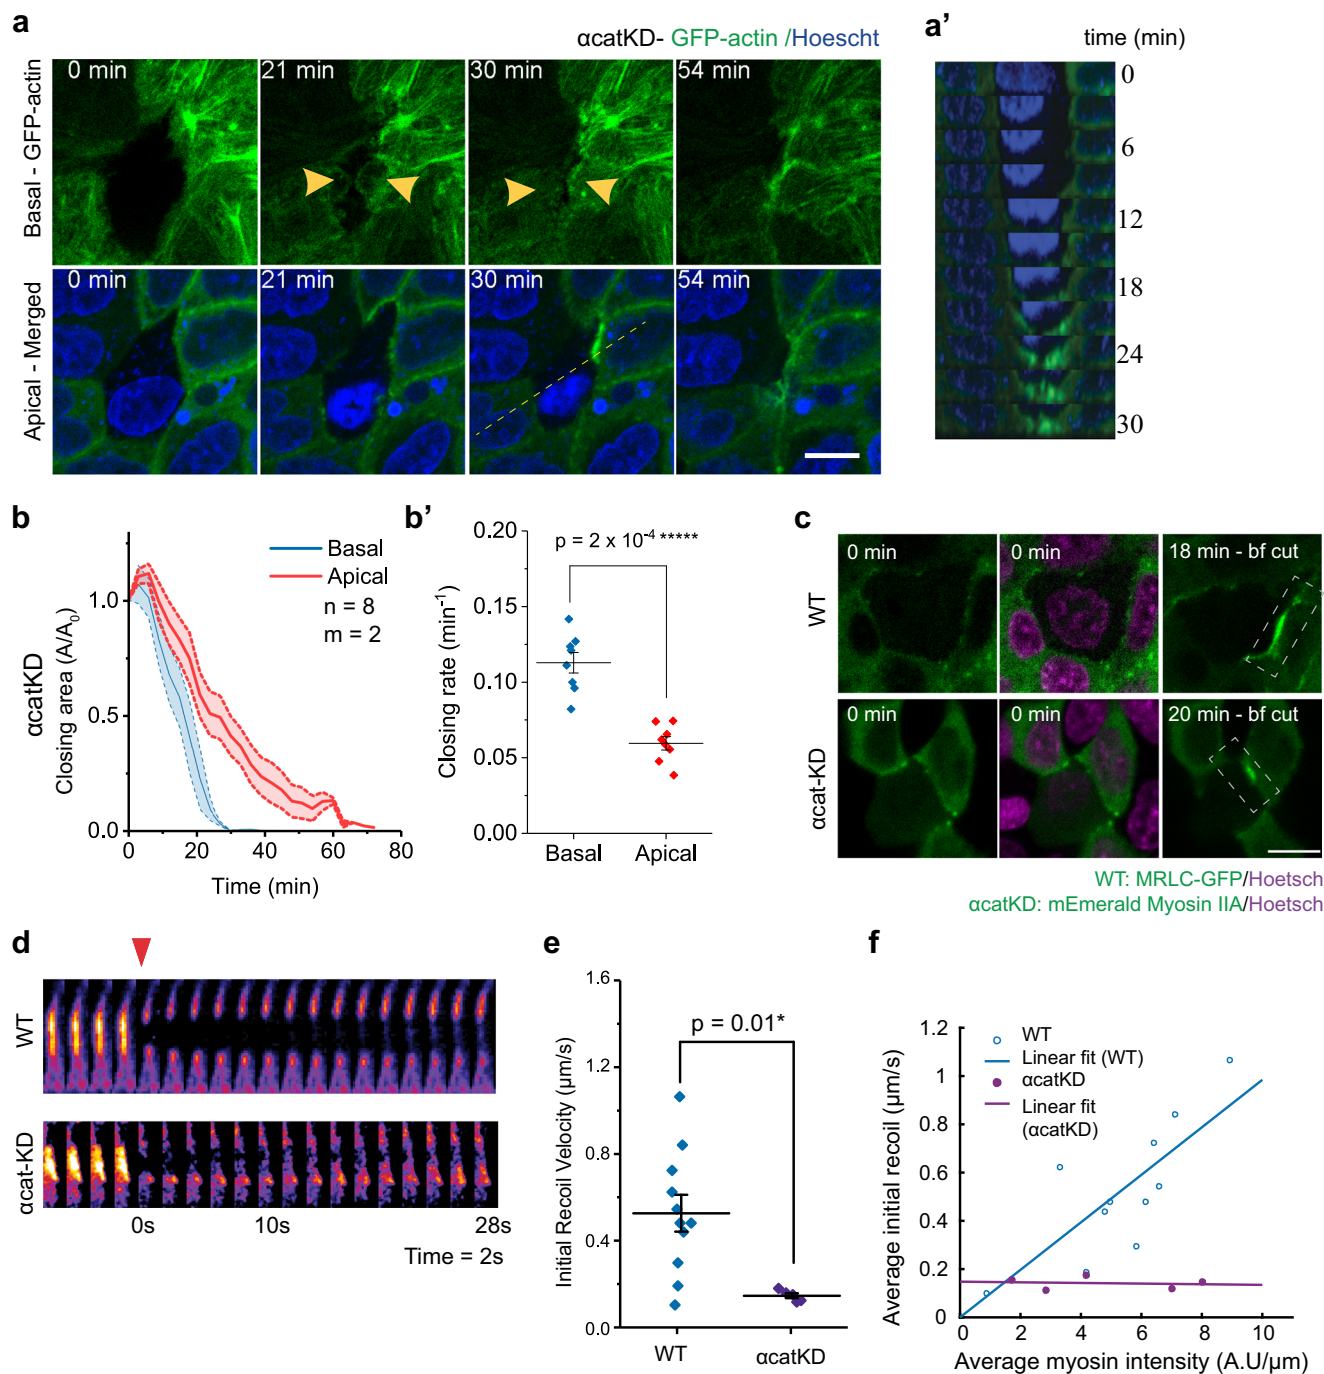 a
αcatKD- GFP-actin /Hoescht
a'
time (min)
Basal - GFP-actin
0 min
21 min
30 min
54 min
Apical - Merged
0 min
21 min
30 min
54 min
0
6
12
18
24
30
b
αcatKD
Closing area (A/A0)
1.0
0.5
0.0
Basal
Apical
n = 8
m = 2
0
20
40
60
80
Time (min)
b'
Closing rate (min-1)
0.20
0.15
0.10
0.05
0.00
p = 2 x 10-4 *****
Basal
Apical
c
WT
0 min
0 min
18 min - bf cut
αcat-KD
0 min
0 min
20 min - bf cut
WT: MRLC-GFP/Hoetsch
αcatKD: mEmerald Myosin IIA/Hoetsch
d
WT
αcat-KD
0s
10s
28s
Time = 2s
e
Initial Recoil Velocity (μm/s)
1.6
1.2
0.8
0.4
0.0
p = 0.01*
WT
αcatKD
f
Average initial recoil (μm/s)
1.2
1
0.8
0.6
0.4
0.2
0
WT
Linear fit (WT)
αcatKD
Linear fit
(αcatKD)
0
2
4
6
8
10
Average myosin intensity (A.U/μm)